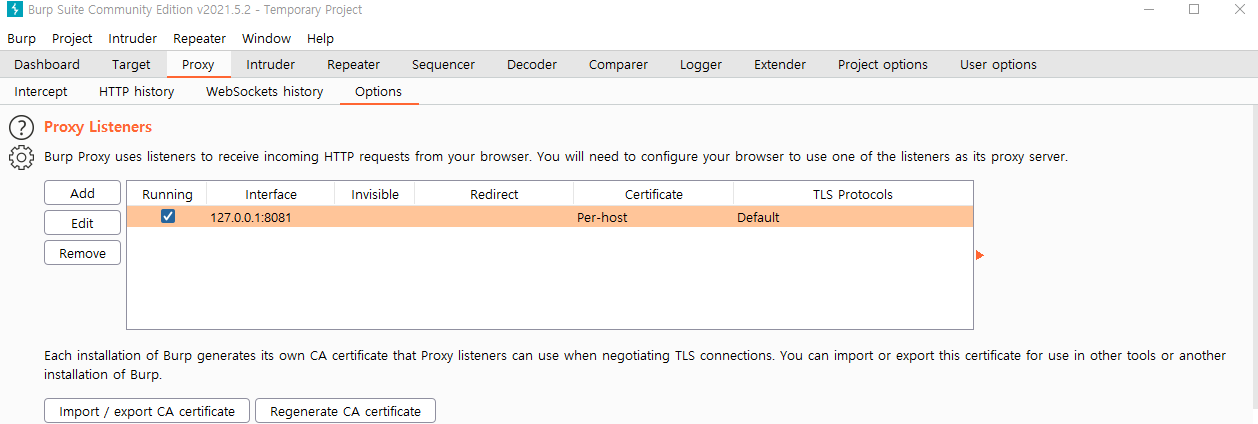 Burp Suite Community Edition v2021.5.2 - Temporary Project
Burp Project Intruder Repeater Window Help
Dashboard Target Proxy Intruder Repeater Sequencer Decoder Comparer Logger Extender Project options User options
Intercept HTTP history WebSockets history Options
? Proxy Listeners
Burp Proxy uses listeners to receive incoming HTTP requests from your browser. You will need to configure your browser to use one of the listeners as its proxy server.
Add Running Interface Invisible Redirect Certificate TLS Protocols
127.0.0.1:8081 Per-host Default
Edit
Remove
Each installation of Burp generates its own CA certificate that Proxy listeners can use when negotiating TLS connections. You can import or export this certificate for use in other tools or another
installation of Burp.
Import / export CA certificate Regenerate CA certificate